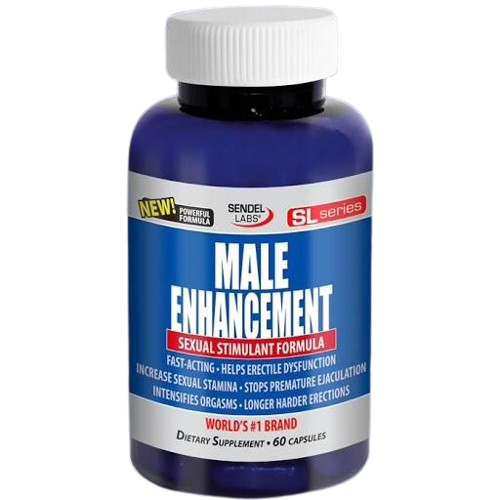 NEW!
POWERFUL
FORMULA
SENDEL
LABS®
SL series
MALE
ENHANCEMENT
SEXUAL STIMULANT FORMULA
FAST-ACTING • HELPS ERECTILE DYSFUNCTION
INCREASE SEXUAL STAMINA • STOPS PREMATURE EJACULATION
INTENSIFIES ORGASMS • LONGER HARDER ERECTIONS
WORLD'S #1 BRAND
DIETARY SUPPLEMENT • 60 CAPSULES